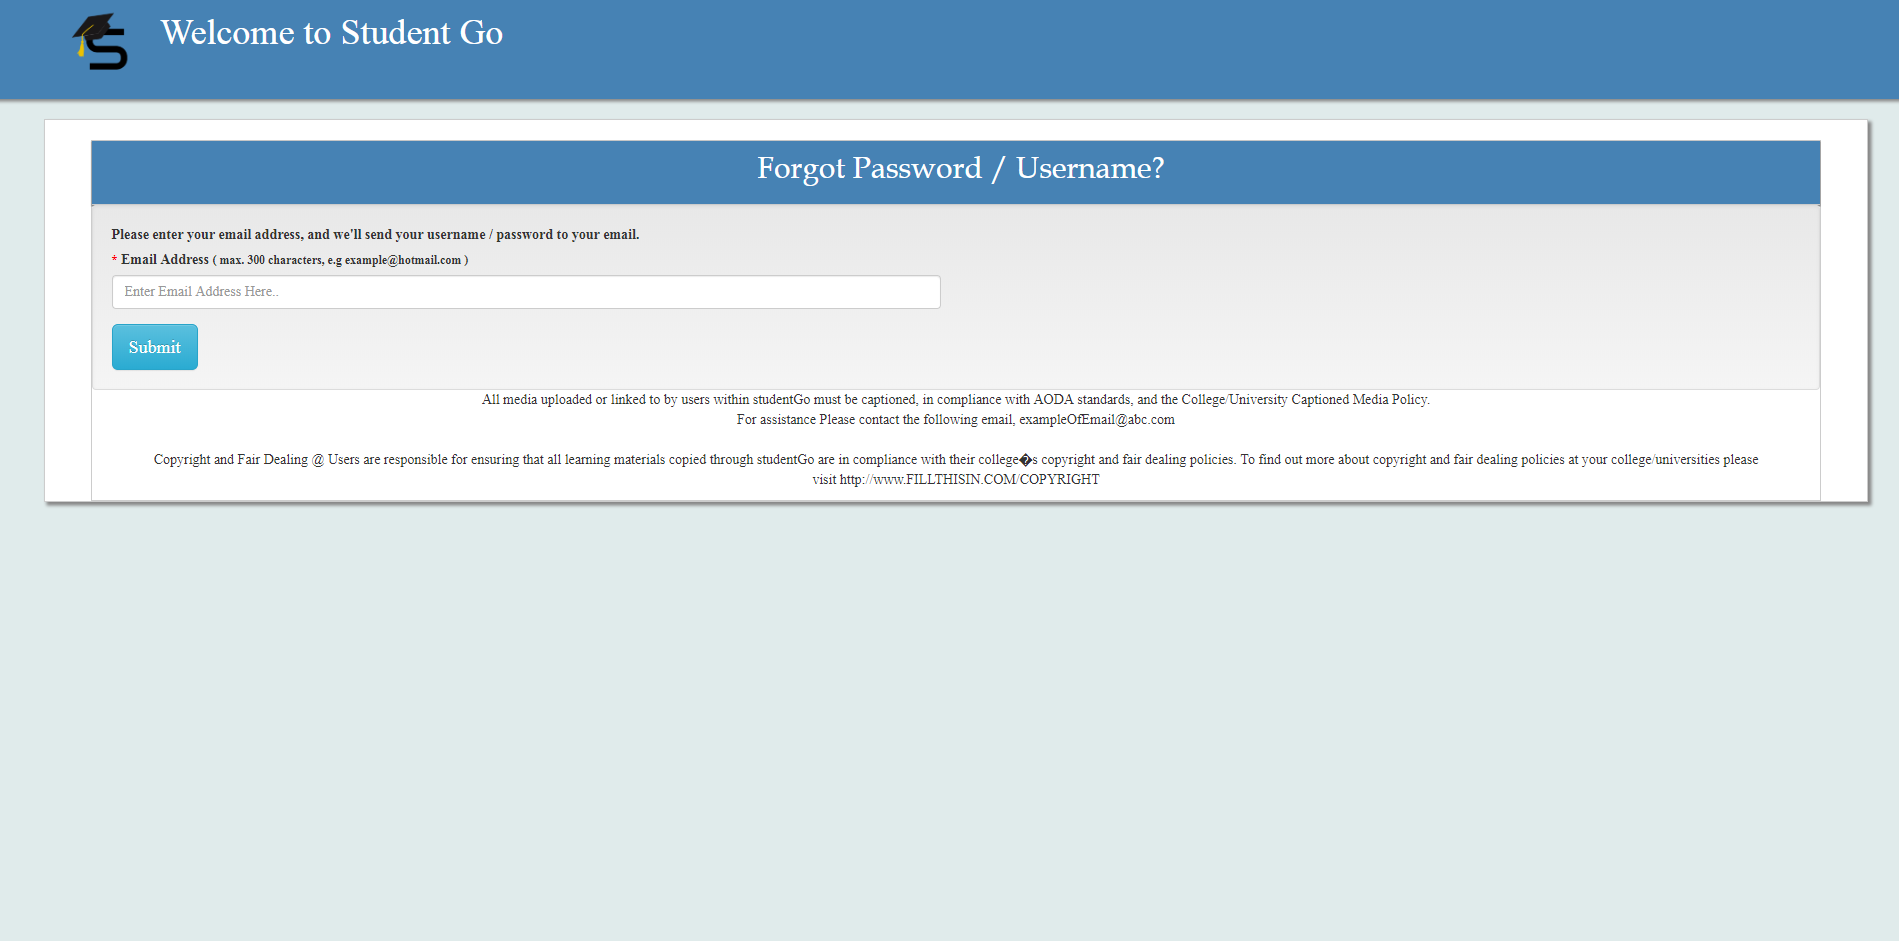 Welcome to Student Go
Forgot Password / Username?
Please enter your email address, and we'll send your username / password to your email.
* Email Address ( max. 300 characters, e.g example@hotmail.com )
Enter Email Address Here..
Submit
All media uploaded or linked to by users within studentGo must be captioned, in compliance with AODA standards, and the College/University Captioned Media Policy.
For assistance Please contact the following email, exampleOfEmail@abc.com
Copyright and Fair Dealing @ Users are responsible for ensuring that all learning materials copied through studentGo are in compliance with their college�s copyright and fair dealing policies. To find out more about copyright and fair dealing policies at your college/universities please
visit http://www.FILLTHISIN.COM/COPYRIGHT